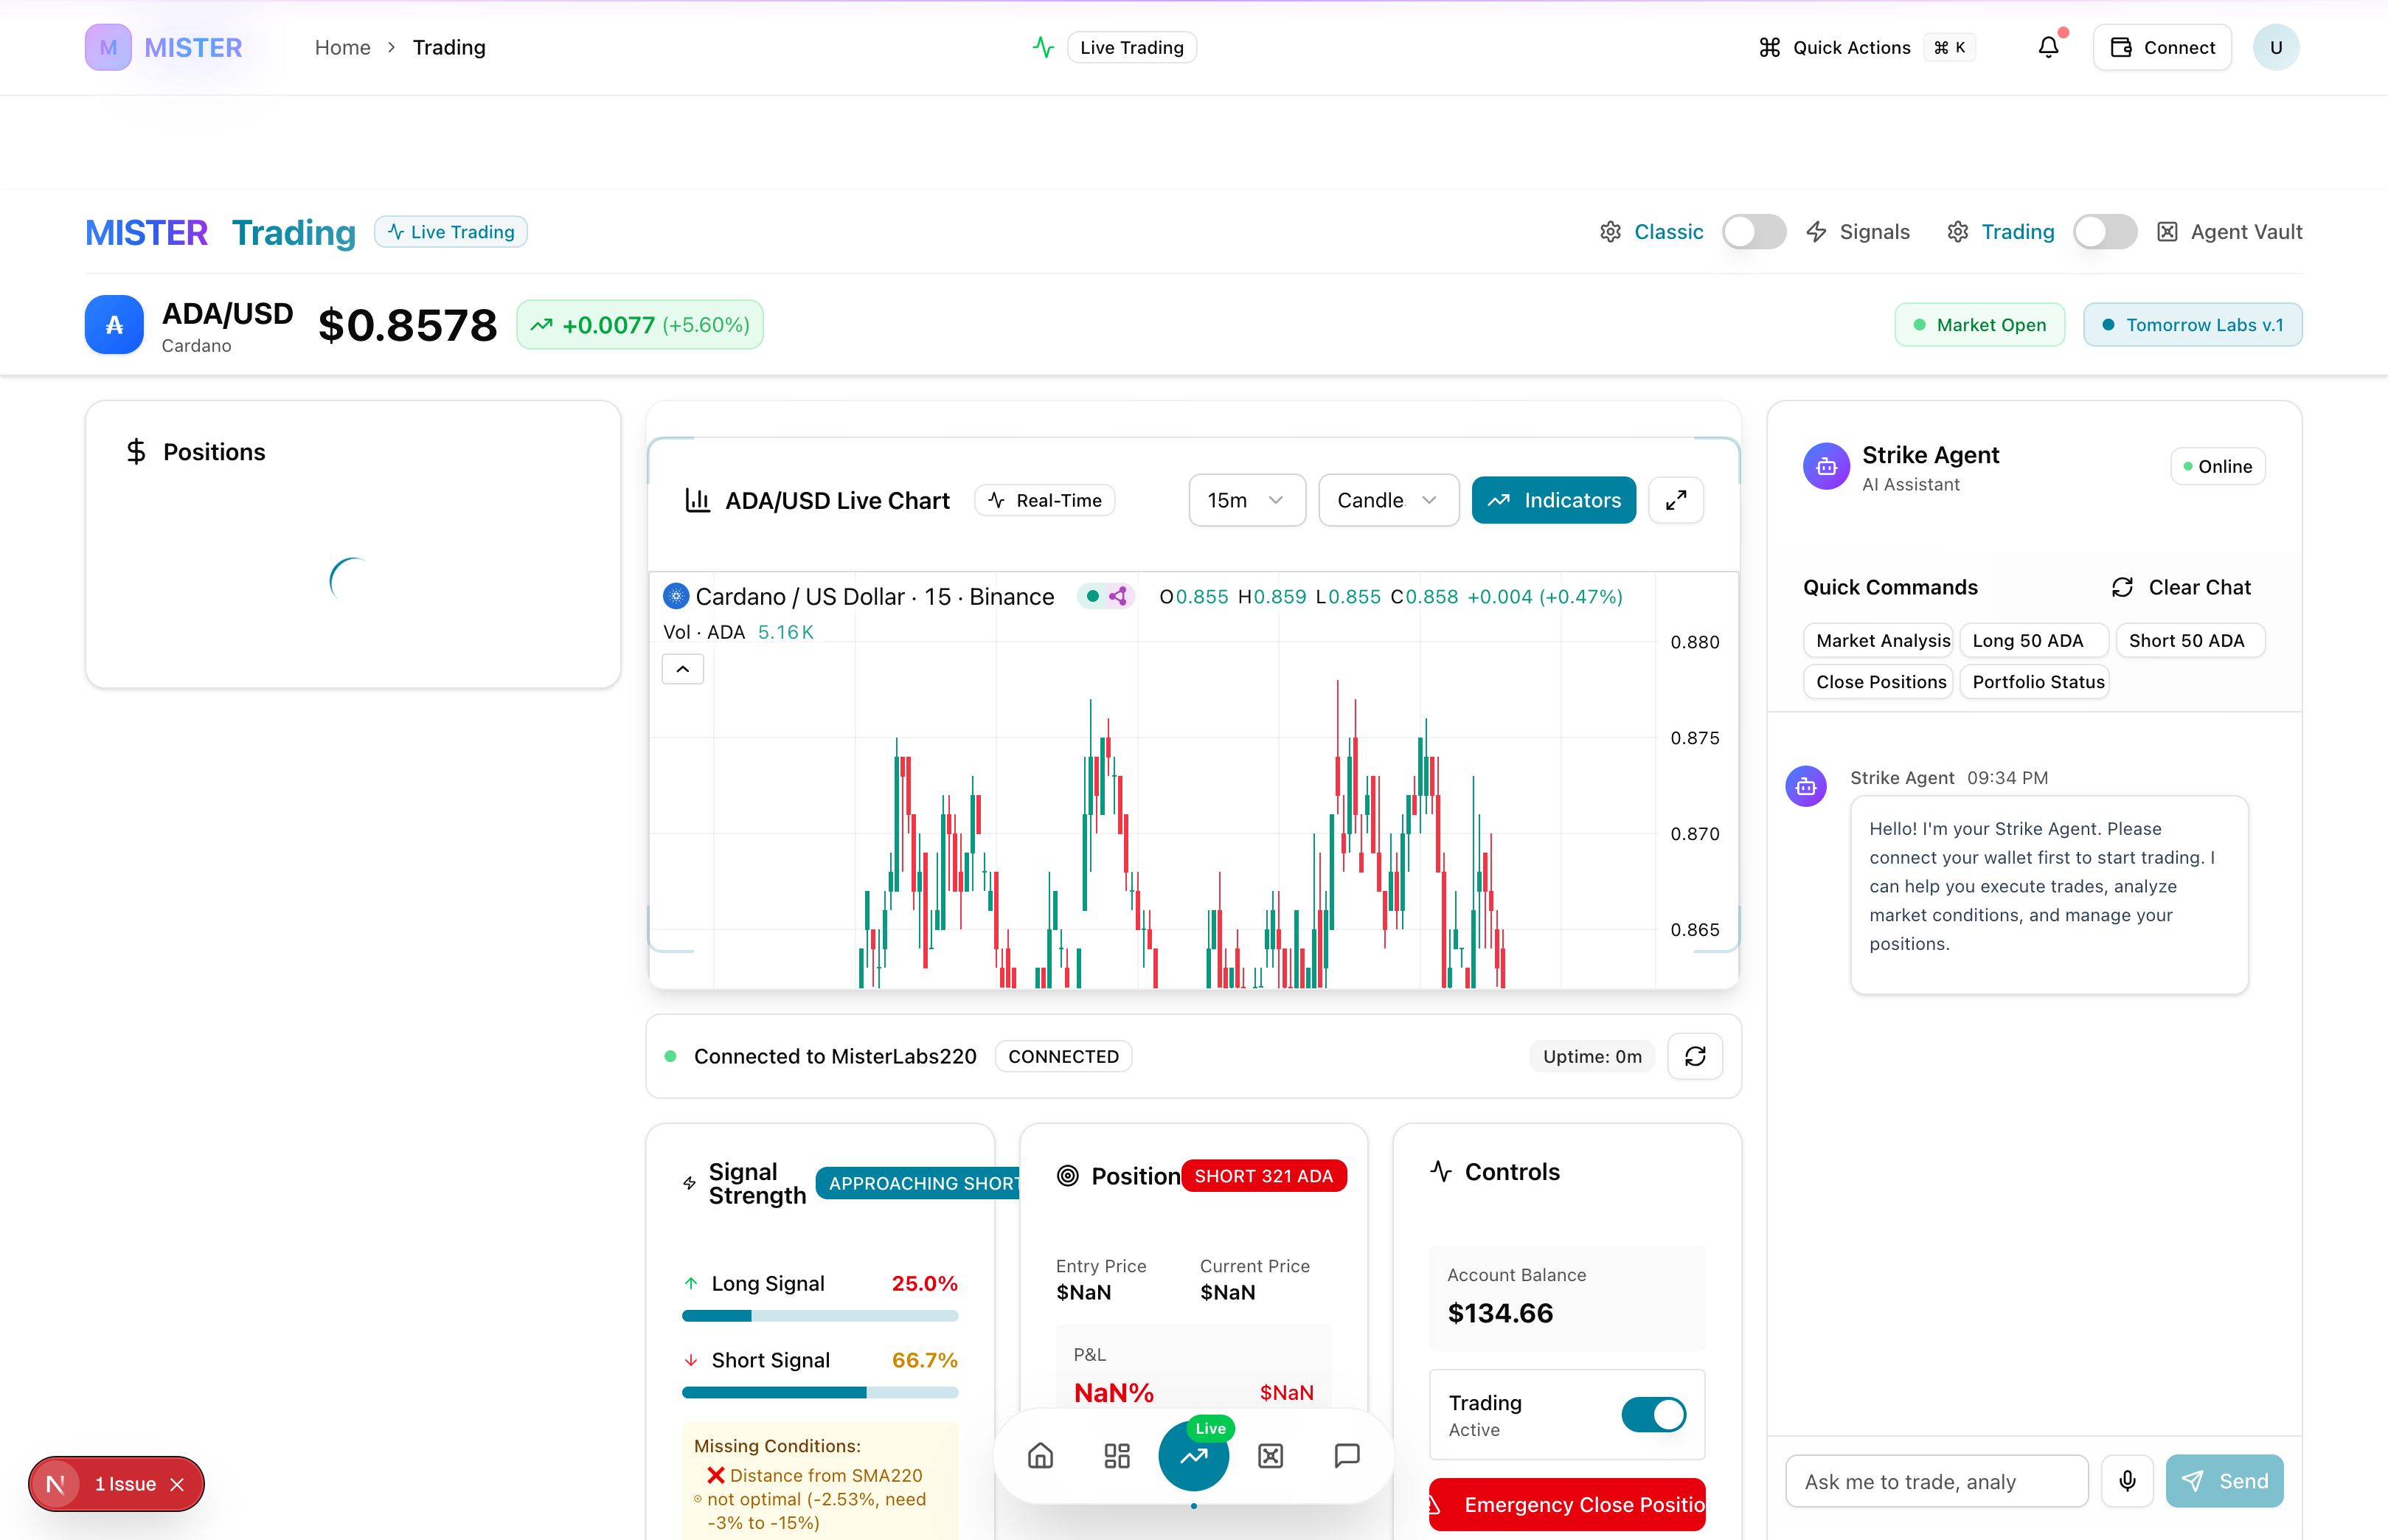 M MISTER
Home > Trading
Live Trading
Quick Actions ⌘ K
Connect
U
MISTER Trading
Live Trading
Classic
Signals
Trading
Agent Vault
₳
ADA/USD
Cardano
$0.8578
+0.0077 (+5.60%)
Market Open
Tomorrow Labs v.1
Positions
ADA/USD Live Chart
Real-Time
15m
Candle
Indicators
Cardano / US Dollar · 15 · Binance
O0.855 H0.859 L0.855 C0.858 +0.004 (+0.47%)
Vol · ADA 5.16K
0.880
0.875
0.870
0.865
Connected to MisterLabs220
CONNECTED
Uptime: 0m
Signal
Strength
APPROACHING SHORT
Long Signal 25.0%
Short Signal 66.7%
Missing Conditions:
❌ Distance from SMA220
not optimal (-2.53%, need
-3% to -15%)
Position
SHORT 321 ADA
Entry Price
$NaN
Current Price
$NaN
P&L
NaN% $NaN
Controls
Account Balance
$134.66
Trading
Active
Emergency Close Positio
Strike Agent
AI Assistant
Online
Quick Commands
Clear Chat
Market Analysis
Long 50 ADA
Short 50 ADA
Close Positions
Portfolio Status
Strike Agent 09:34 PM
Hello! I'm your Strike Agent. Please
connect your wallet first to start trading. I
can help you execute trades, analyze
market conditions, and manage your
positions.
Ask me to trade, analy
Send
Live
N 1 Issue ×